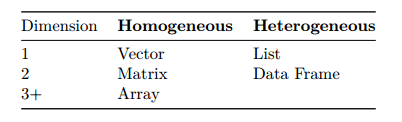 Dimension Homogeneous Heterogeneous
1 Vector List
2 Matrix Data Frame
3+ Array